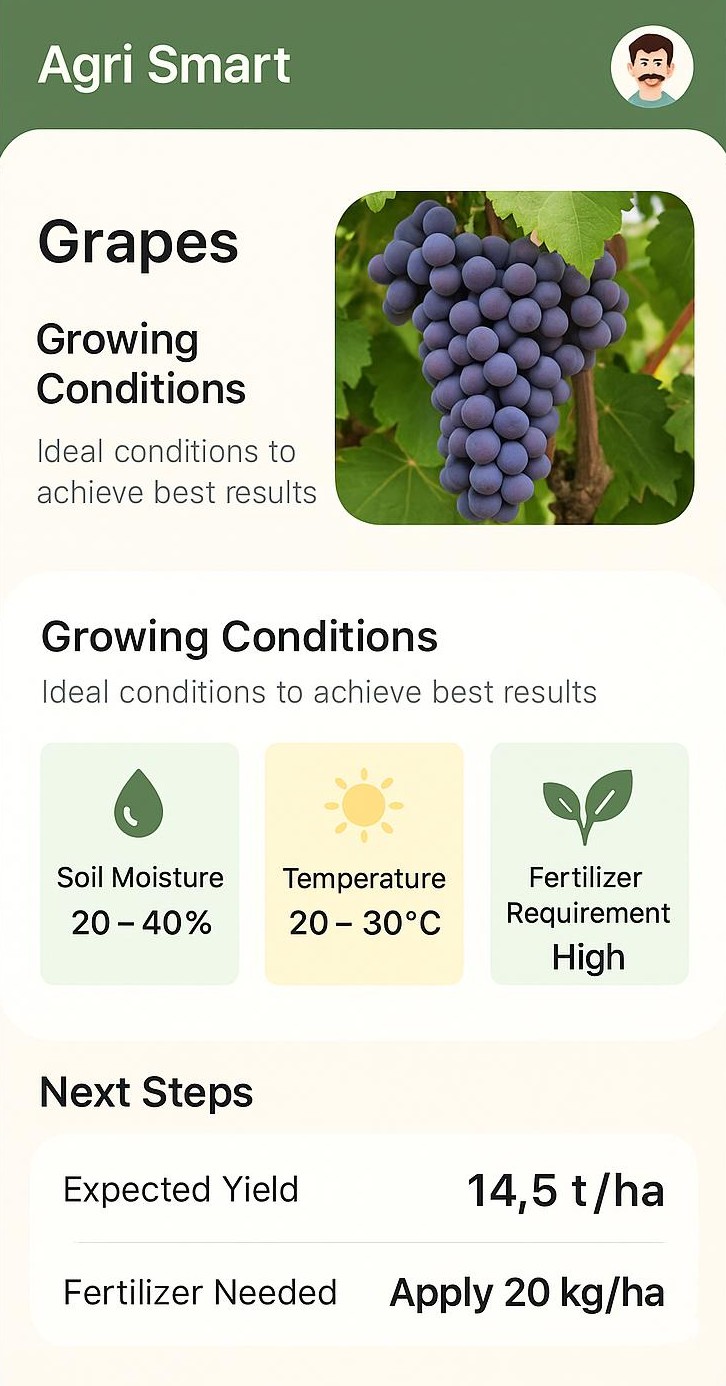 Agri Smart
Grapes
Growing
Conditions
Ideal conditions to
achieve best results
Growing Conditions
Ideal conditions to achieve best results
Soil Moisture
20 – 40%
Temperature
20 – 30°C
Fertilizer
Requirement
High
Next Steps
Expected Yield 14,5 t/ha
Fertilizer Needed Apply 20 kg/ha